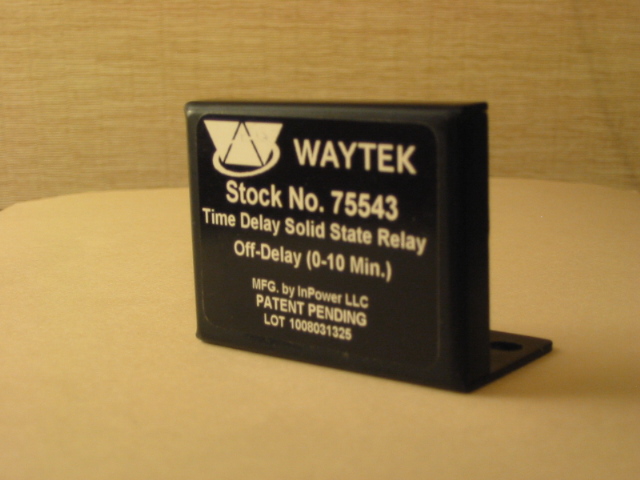 WAYTEK
Stock No. 75543
Time Delay Solid State Relay
Off-Delay (0-10 Min.)
MFG. by InPower LLC
PATENT PENDING
LOT 1008031325